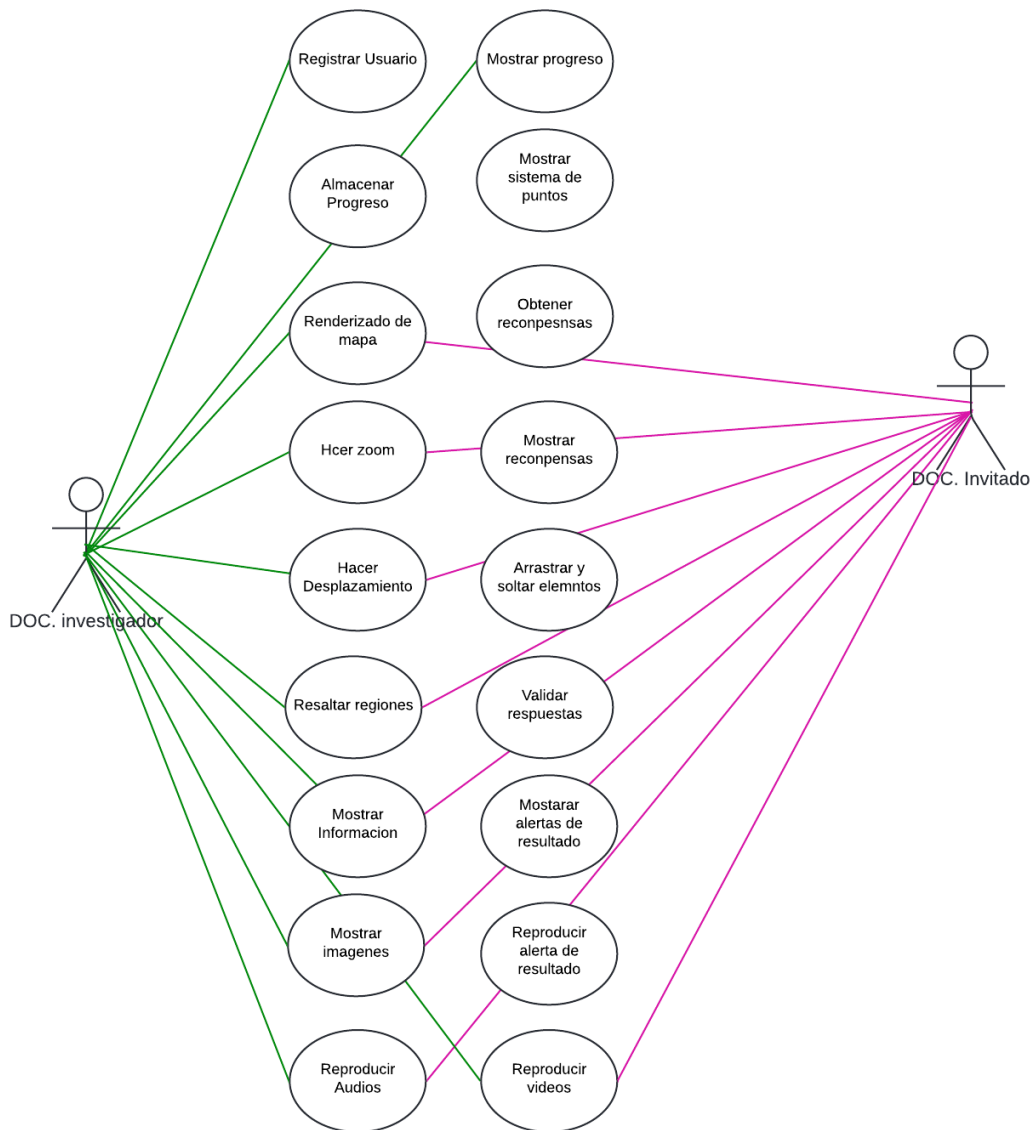 Registrar Usuario
Mostrar progreso
Almacenar
Progreso
Mostrar
sistema de
puntos
Renderizado de
mapa
Obtener
reconpesnsas
Hcer zoom
Mostrar
reconpensas
DOC. Invitado
Hacer
Desplazamiento
Arrastrar y
soltar elemntos
DOC. investigador
Resaltar regiones
Validar
respuestas
Mostrar
Informacion
Mostarar
alertas de
resultado
Mostrar
imagenes
Reproducir
alerta de
resultado
Reproducir
Audios
Reproducir
videos